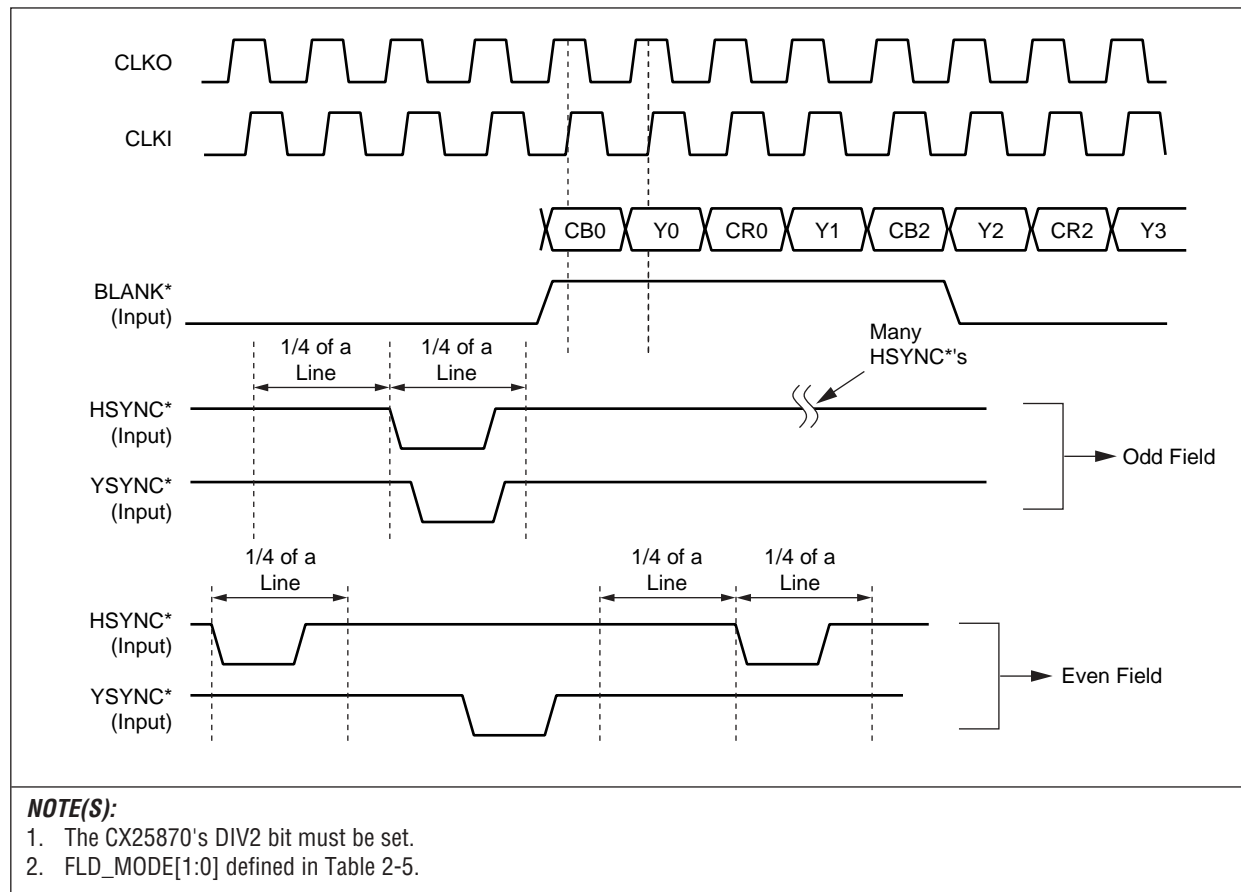 CLKO
CLKI
CB0 Y0 CR0 Y1 CB2 Y2 CR2 Y3
BLANK*
(Input)
Many
HSYNC*'s
1/4 of a
Line
1/4 of a
Line
HSYNC*
(Input)
Odd Field
YSYNC*
(Input)
1/4 of a
Line
1/4 of a
Line
1/4 of a
Line
HSYNC*
(Input)
Even Field
YSYNC*
(Input)
NOTE(S):
1. The CX25870's DIV2 bit must be set.
2. FLD_MODE[1:0] defined in Table 2-5.